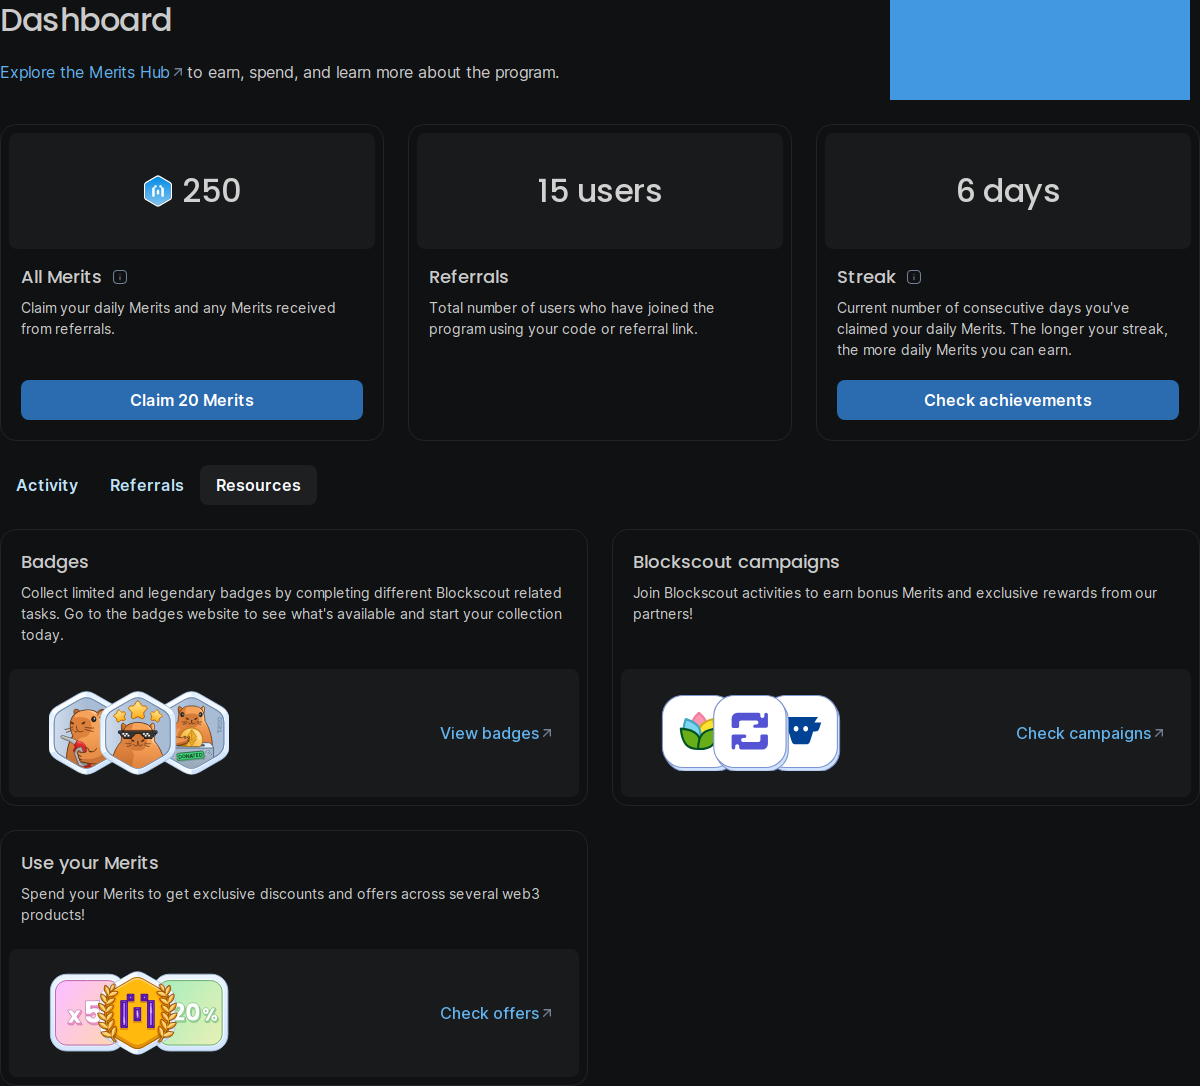 Dashboard
Explore the Merits Hub to earn, spend, and learn more about the program.
250
15 users
6 days
All Merits
Claim your daily Merits and any Merits received
from referrals.
Claim 20 Merits
Referrals
Total number of users who have joined the
program using your code or referral link.
Streak
Current number of consecutive days you've
claimed your daily Merits. The longer your streak,
the more daily Merits you can earn.
Check achievements
Activity
Referrals
Resources
Badges
Collect limited and legendary badges by completing different Blockscout related
tasks. Go to the badges website to see what's available and start your collection
today.
DONATED
View badges
Blockscout campaigns
Join Blockscout activities to earn bonus Merits and exclusive rewards from our
partners!
Check campaigns
Use your Merits
Spend your Merits to get exclusive discounts and offers across several web3
products!
x5
20%
Check offers